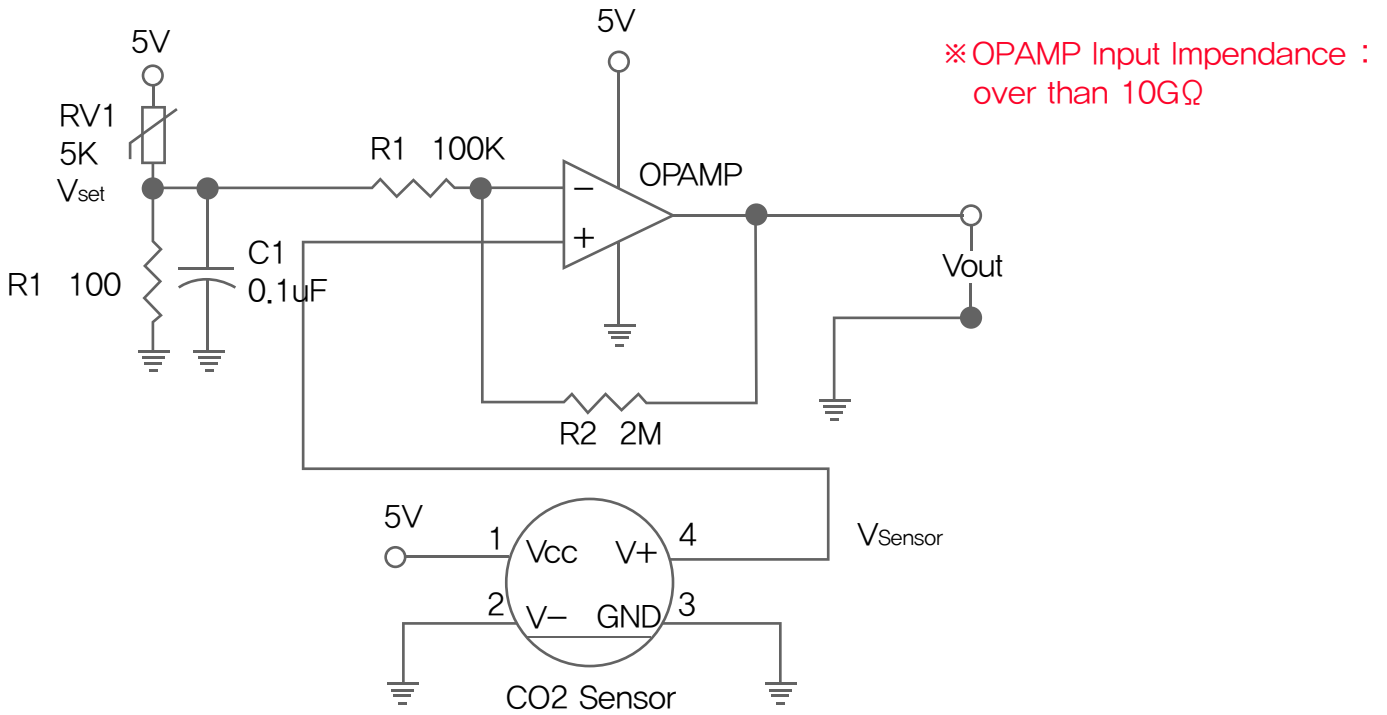 5V
5V
※OPAMP Input Impendance :
over than 10GΩ
RV1
5K
Vset
R1 100K
OPAMP
−
+
R1 100
C1
0.1uF
Vout
R2 2M
5V
1
Vcc
V+
4
VSensor
2
V−
GND
3
CO2 Sensor